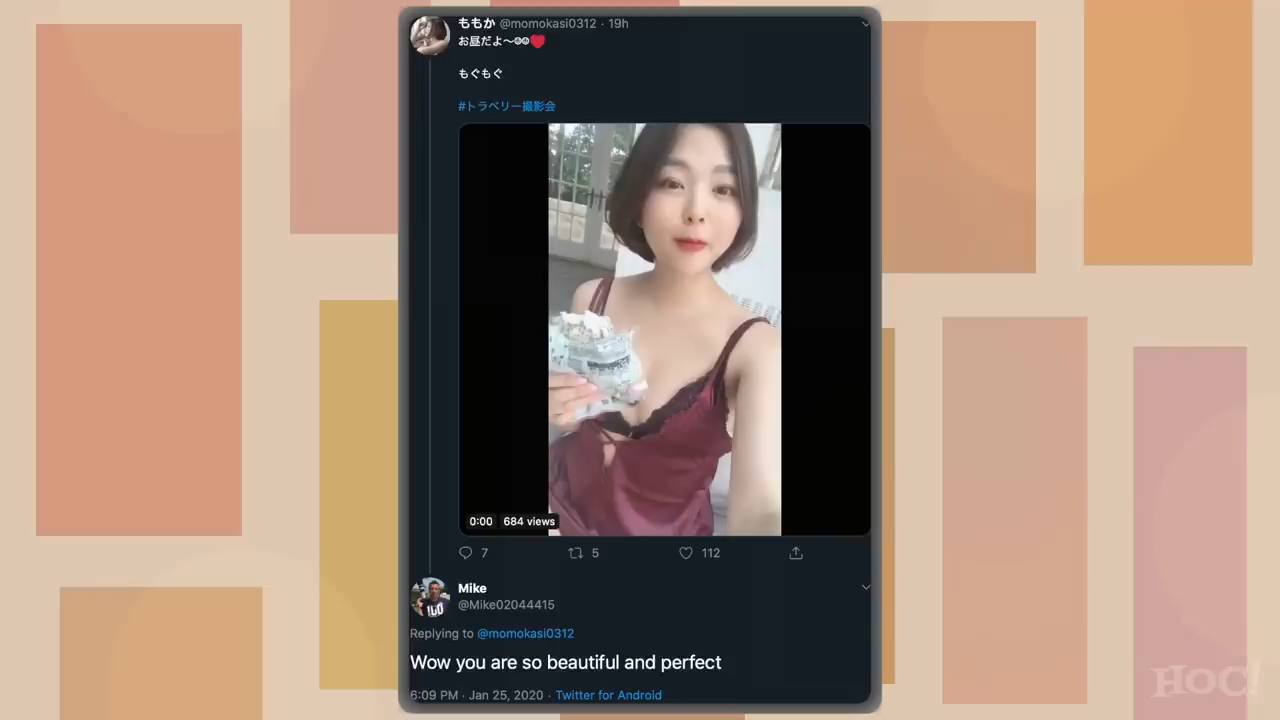 ももか @momokasi0312 · 19h
お昼だよ〜
もぐもぐ
#トラベリー撮影会
0:00 684 views
7 5 112
Mike
@Mike02044415
Replying to @momokasi0312
Wow you are so beautiful and perfect
6:09 PM · Jan 25, 2020 · Twitter for Android
HOC!